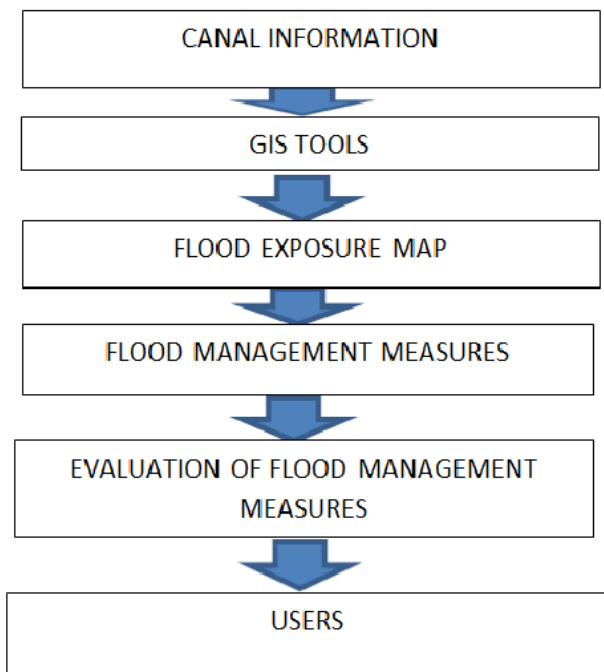 CANAL INFORMATION
GIS TOOLS
FLOOD EXPOSURE MAP
FLOOD MANAGEMENT MEASURES
EVALUATION OF FLOOD MANAGEMENT
MEASURES
USERS